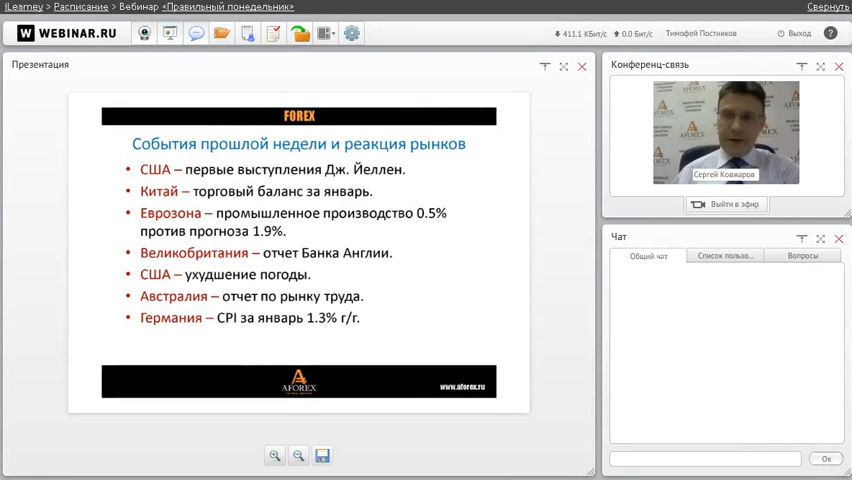 iLearney > Расписание > Вебинар «Правильный понедельник»
Свернуть
WEBINAR.RU
411.1 КБит/с 0.0 Бит/с
Тимофей Постников
Выход
?
Презентация
FOREX
События прошлой недели и реакция рынков
• США – первые выступления Дж. Йеллен.
• Китай – торговый баланс за январь.
• Еврозона – промышленное производство 0.5%
против прогноза 1.9%.
• Великобритания – отчет Банка Англии.
• США – ухудшение погоды.
• Австралия – отчет по рынку труда.
• Германия – CPI за январь 1.3% г/г.
AFOREX
www.aforex.ru
Конференц-связь
AFOREX
Сергей Ковжаров
Выйти в эфир
Чат
Общий чат
Список пользо...
Вопросы
Ок